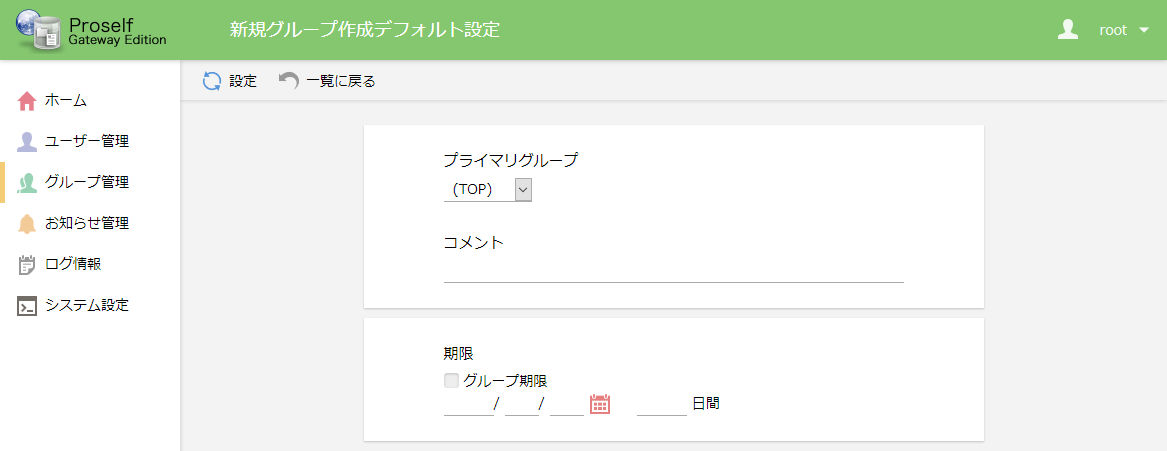 Proself
Gateway Edition
新規グループ作成デフォルト設定
root
設定
一覧に戻る
ホーム
ユーザー管理
グループ管理
お知らせ管理
ログ情報
システム設定
プライマリグループ
(TOP)
コメント
期限
グループ期限
/ / 日間